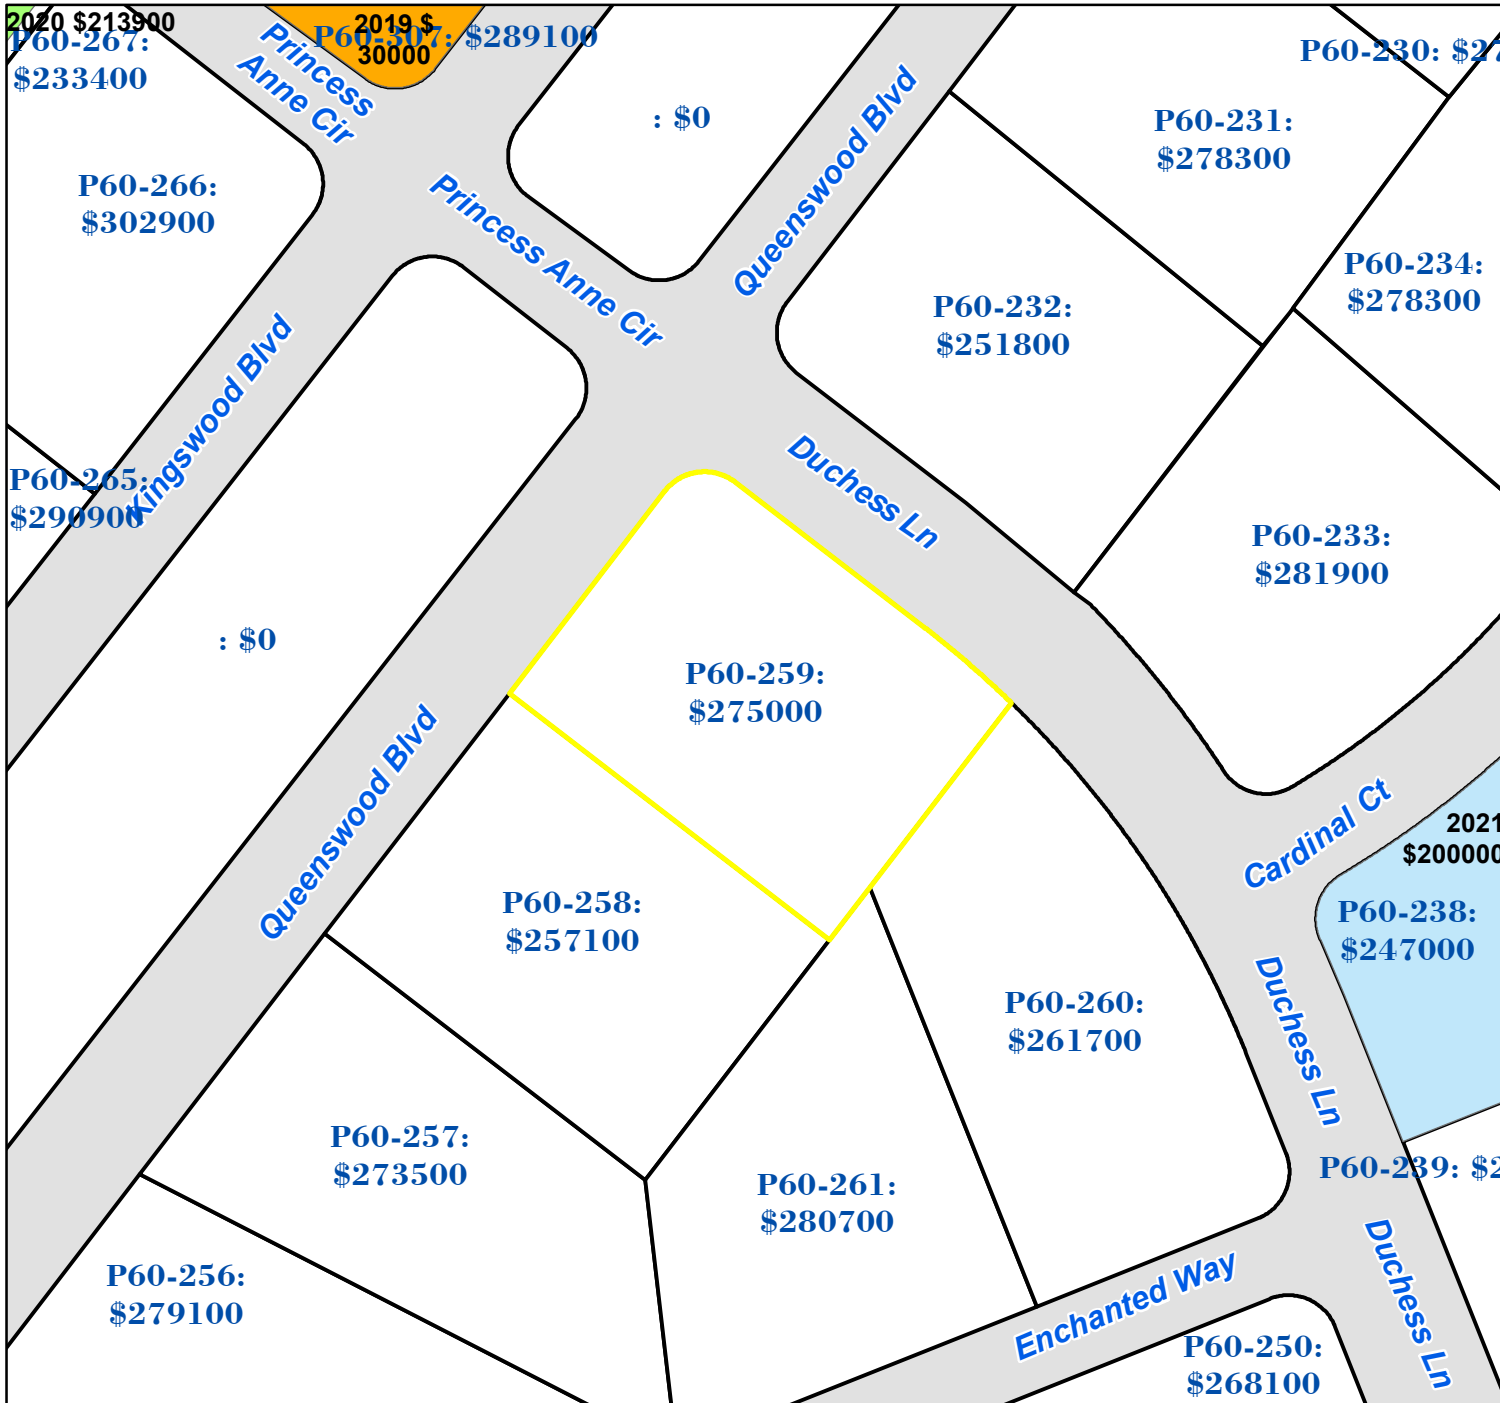 2020 $213900
P60-267:
$233400
Princess
Anne Cir
2019 $
30000
P60-307: $289100
: $0
Queenswood Blvd
P60-230: $27
P60-231:
$278300
P60-266:
$302900
Princess Anne Cir
P60-232:
$251800
P60-234:
$278300
Kingswood Blvd
P60-265:
$290900
Duchess Ln
P60-233:
$281900
: $0
P60-259:
$275000
Queenswood Blvd
Cardinal Ct
2021
$200000
P60-238:
$247000
P60-258:
$257100
Duchess Ln
P60-260:
$261700
P60-257:
$273500
P60-261:
$280700
P60-239: $2
P60-256:
$279100
Enchanted Way
Duchess Ln
P60-250:
$268100